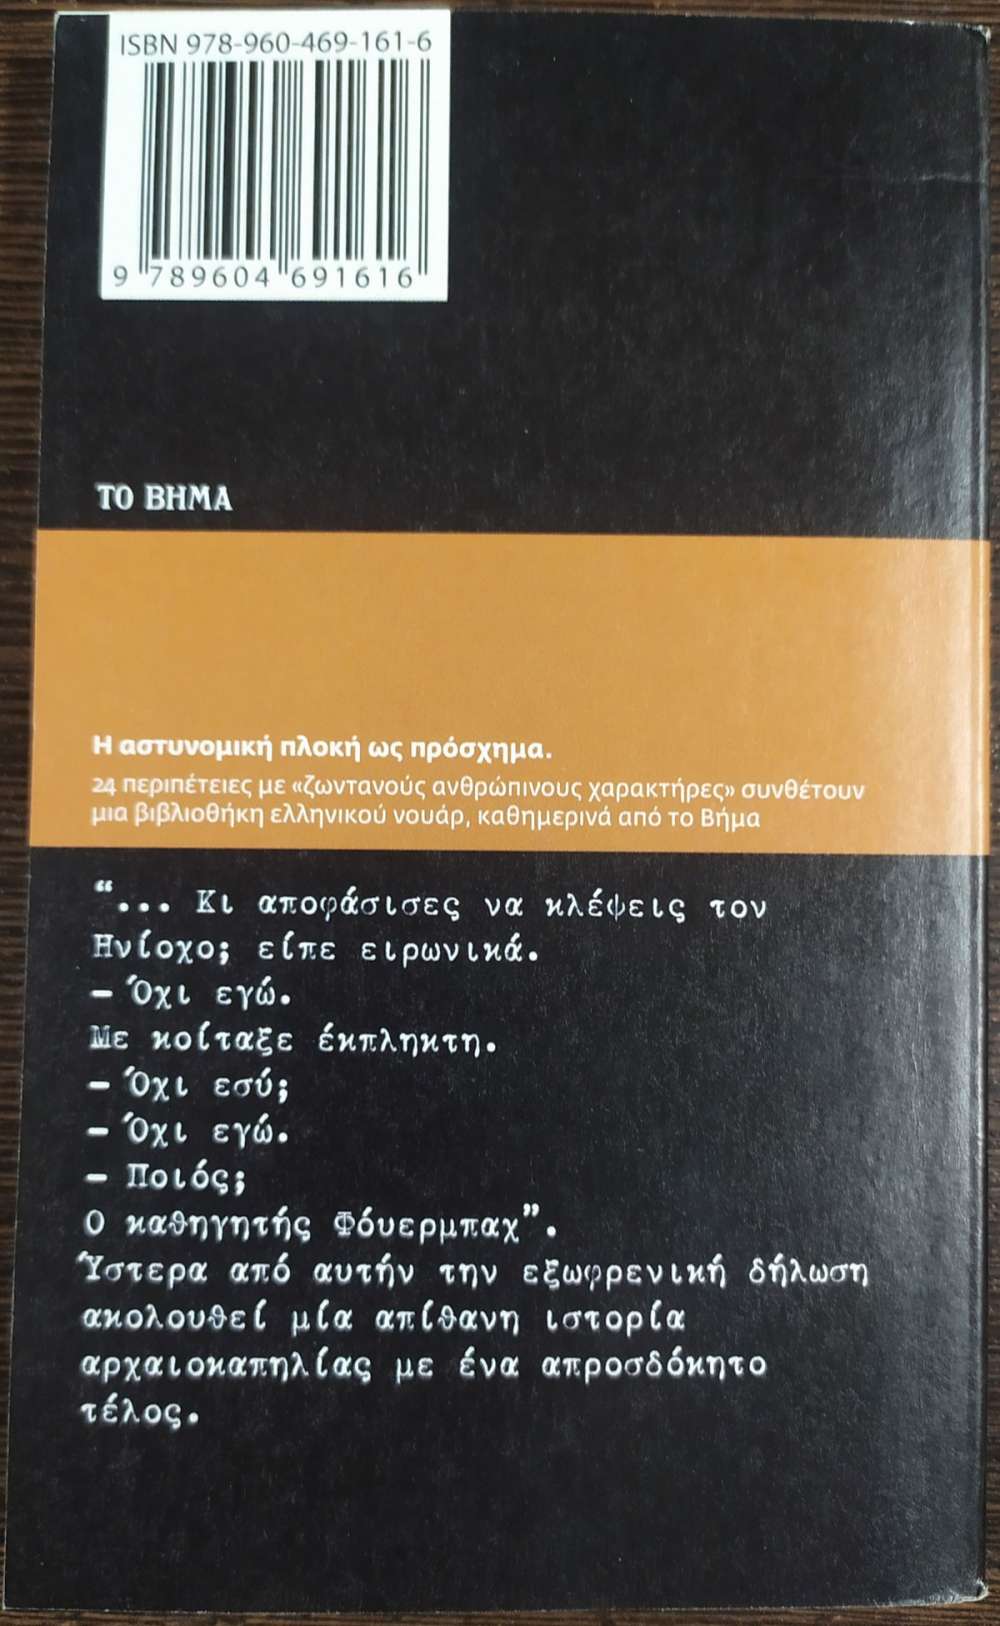 ISBN 978-960-469-161-6
9 789604 691616
ΤΟ ΒΗΜΑ
Η αστυνομική πλοκή ως πρόσχημα.
24 περιπέτειες με «ζωντανούς ανθρώπινους χαρακτήρες» συνθέτουν
μια βιβλιοθήκη ελληνικού νουάρ, καθημερινά από το Βήμα
“... Κι αποφάσισες να κλέψεις τον
Ηνίοχο; είπε ειρωνικά.
– Όχι εγώ.
Με κοίταξε έκπληκτη.
– Όχι εσύ;
– Όχι εγώ.
– Ποιός;
Ο καθηγητής Φόυερμπαχ”.
Ύστερα από αυτήν την εξωφρενική δήλωση
ακολουθεί μία απίθανη ιστορία
αρχαιοκαπηλίας με ένα απροσδόκητο
τέλος.